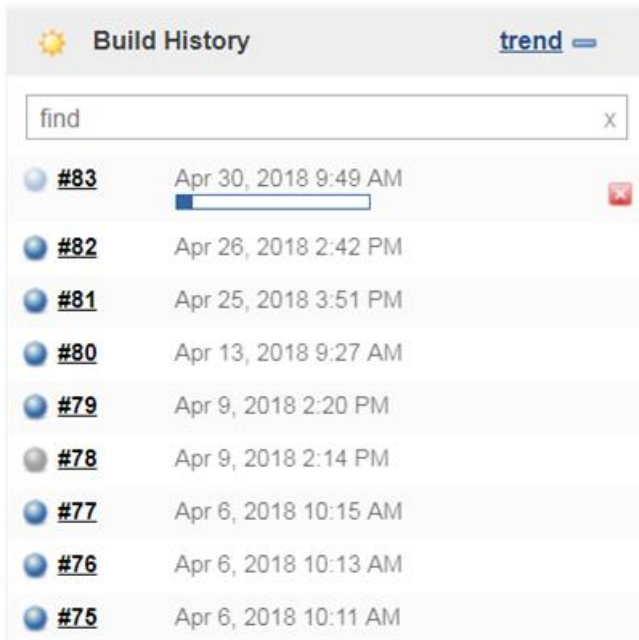 Build History trend
find x
#83 Apr 30, 2018 9:49 AM
#82 Apr 26, 2018 2:42 PM
#81 Apr 25, 2018 3:51 PM
#80 Apr 13, 2018 9:27 AM
#79 Apr 9, 2018 2:20 PM
#78 Apr 9, 2018 2:14 PM
#77 Apr 6, 2018 10:15 AM
#76 Apr 6, 2018 10:13 AM
#75 Apr 6, 2018 10:11 AM